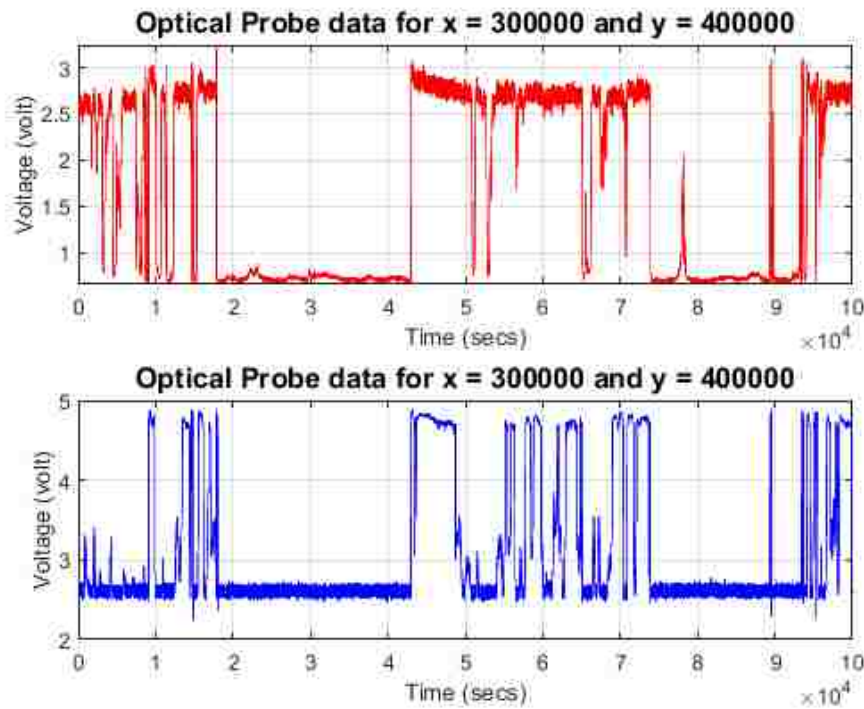 Optical Probe data for x = 300000 and y = 400000
Voltage (volt)
3
2.5
2
1.5
1
0 1 2 3 4 5 6 7 8 9 10
Time (secs)
×10^4
Optical Probe data for x = 300000 and y = 400000
Voltage (volt)
5
4
3
2
0 1 2 3 4 5 6 7 8 9 10
Time (secs)
×10^4